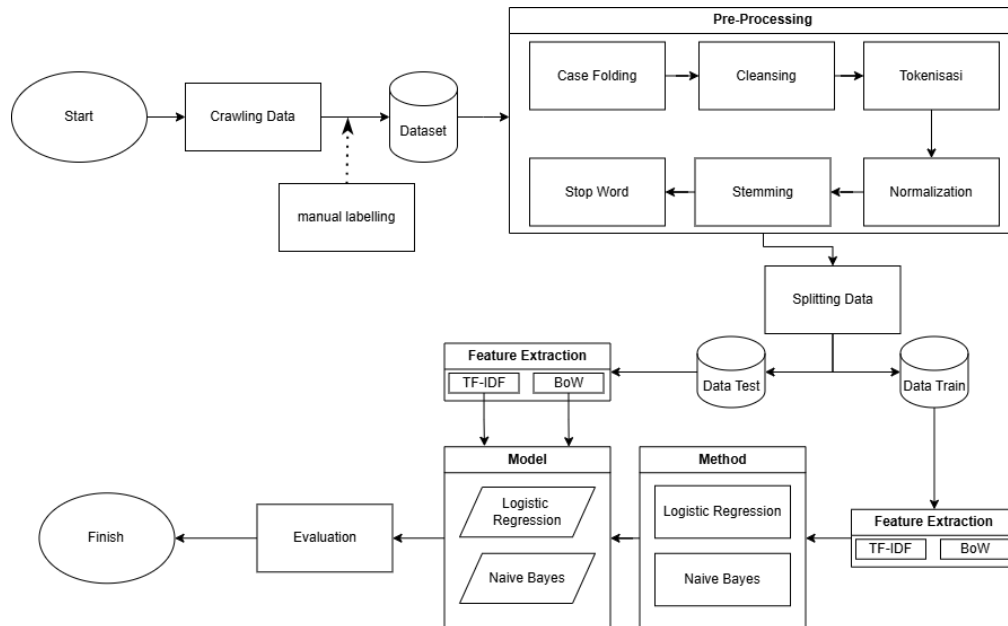 Pre-Processing
Start
Crawling Data
Dataset
manual labelling
Case Folding
Cleansing
Tokenisasi
Stop Word
Stemming
Normalization
Splitting Data
Data Test
Data Train
Feature Extraction
TF-IDF
BoW
Feature Extraction
TF-IDF
BoW
Method
Logistic Regression
Naive Bayes
Model
Logistic
Regression
Naive Bayes
Evaluation
Finish